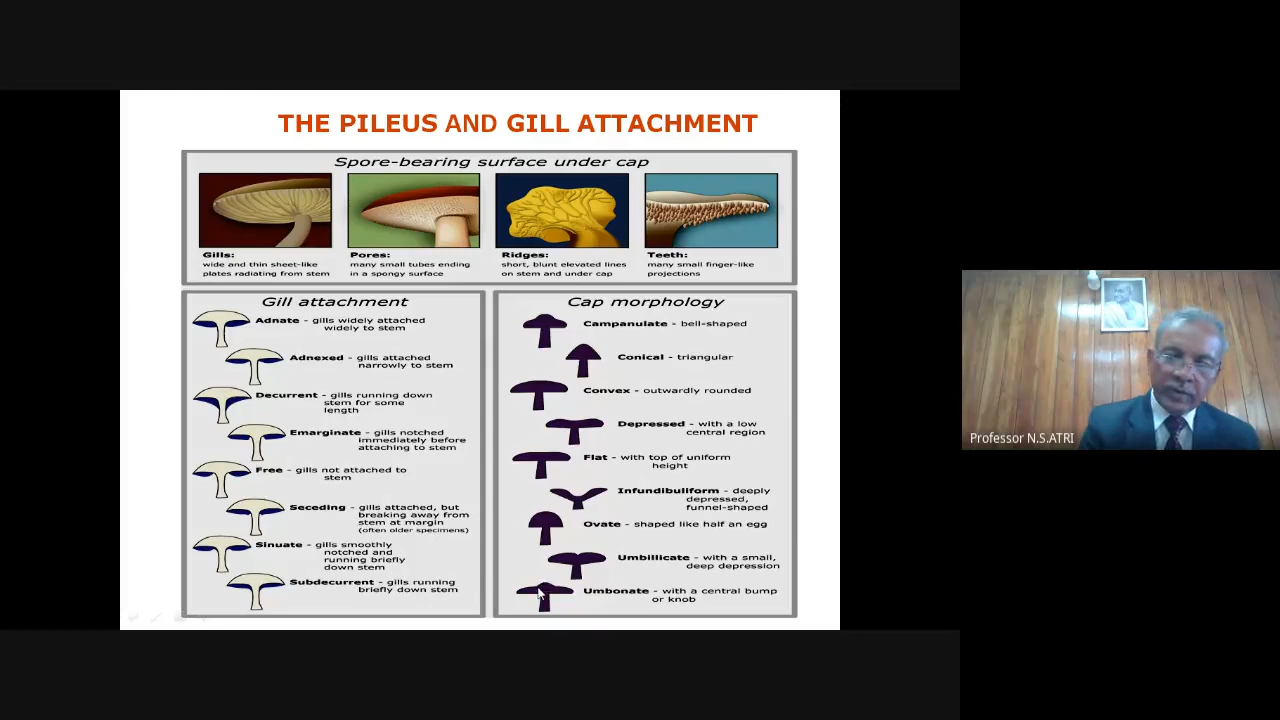 THE PILEUS AND GILL ATTACHMENT
Spore-bearing surface under cap
Gills:
wide and thin sheet-like
plates radiating from stem
Pores:
many small tubes ending
in a spongy surface
Ridges:
short, blunt elevated lines
on stem and under cap
Teeth:
many small finger-like
projections
Gill attachment
Adnate - gills widely attached
widely to stem
Adnexed - gills attached
narrowly to stem
Decurrent - gills running down
stem for some
length
Emarginate - gills notched
immediately before
attaching to stem
Free - gills not attached to
stem
Seceding - gills attached, but
breaking away from
stem at margin
(often older specimens)
Sinuate - gills smoothly
notched and
running briefly
down stem
Subdecurrent - gills running
briefly down stem
Cap morphology
Campanulate - bell-shaped
Conical - triangular
Convex - outwardly rounded
Depressed - with a low
central region
Flat - with top of uniform
height
Infundibuliform - deeply
depressed,
funnel-shaped
Ovate - shaped like half an egg
Umbillicate - with a small,
deep depression
Umbonate - with a central bump
or knob
Professor N.S.ATRI